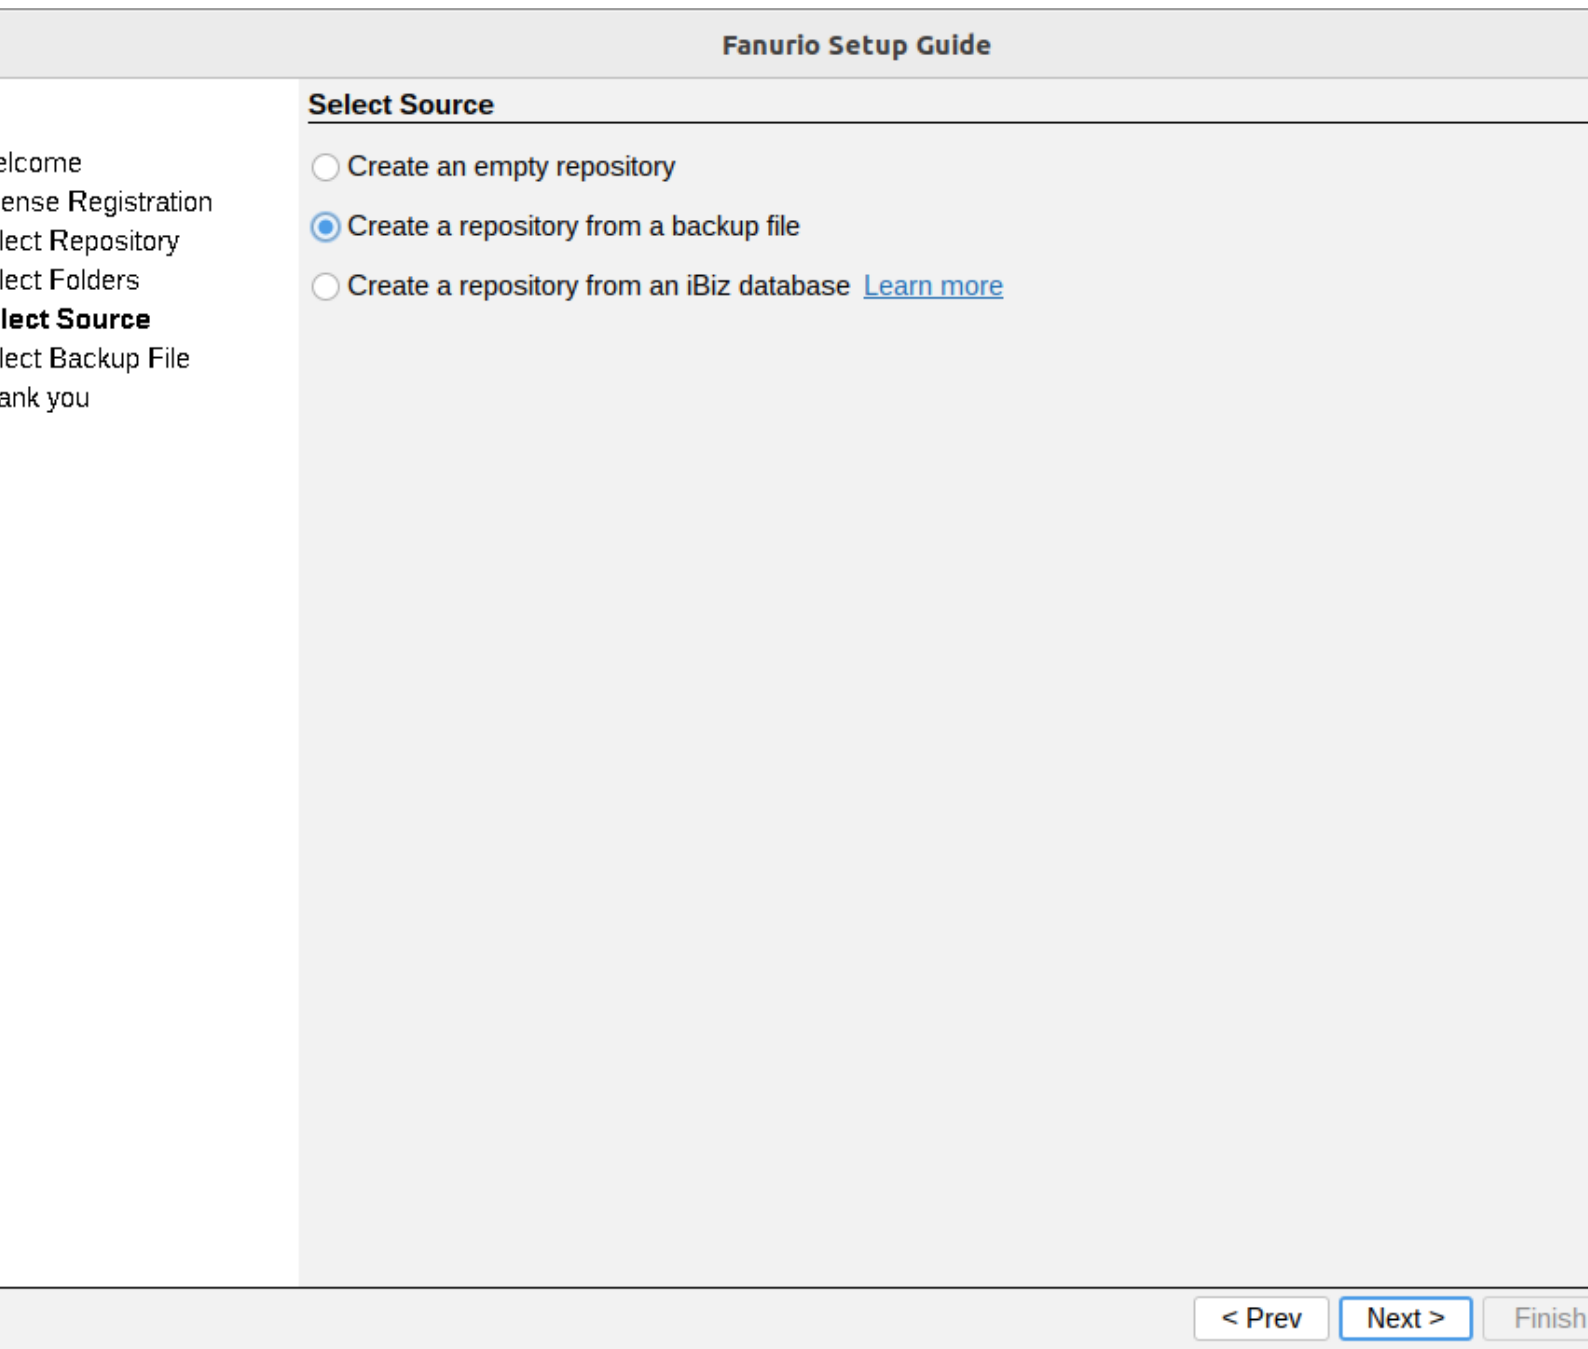 Fanurio Setup Guide
Select Source
elcome
ense Registration
lect Repository
lect Folders
lect Source
lect Backup File
ank you
Create an empty repository
Create a repository from a backup file
Create a repository from an iBiz database Learn more
< Prev Next > Finish